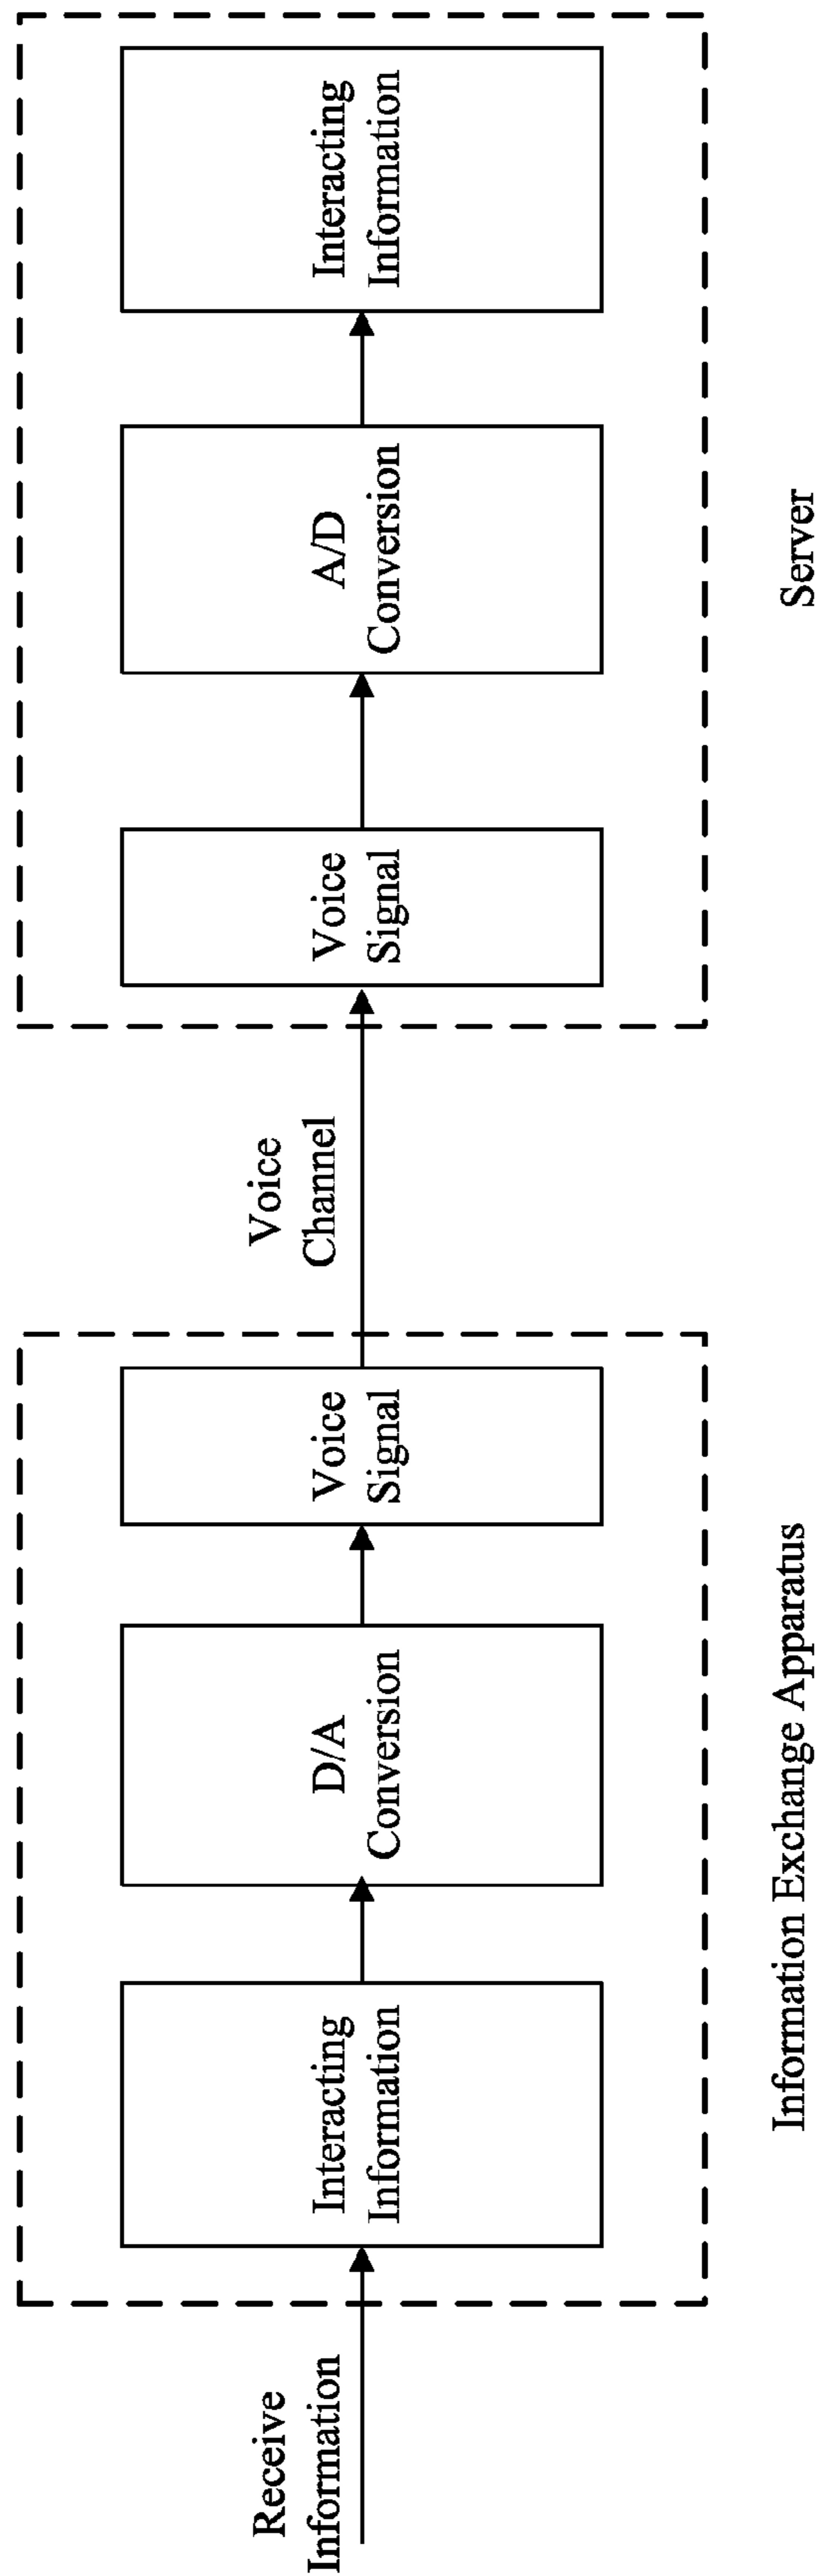 Receive
Information
Interacting
Information
D/A
Conversion
Voice
Signal
Voice
Channel
Voice
Signal
A/D
Conversion
Interacting
Information
Information Exchange Apparatus
Server